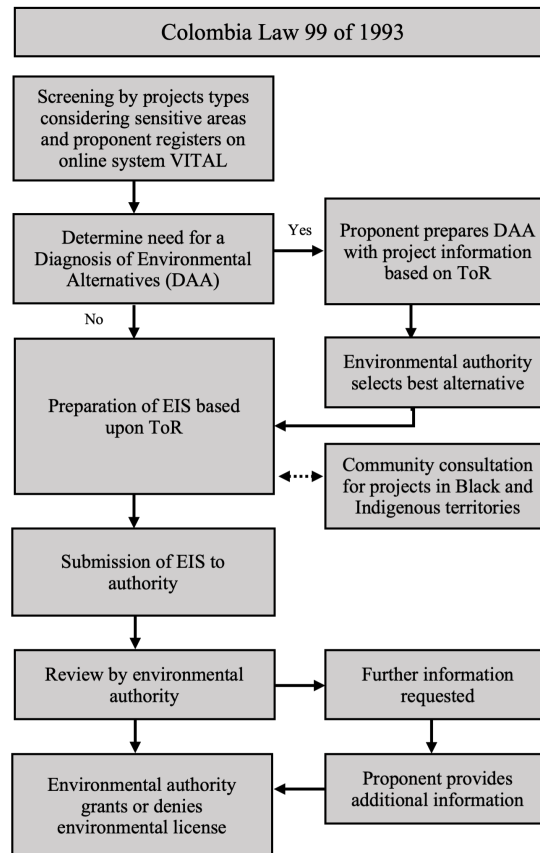 Colombia Law 99 of 1993
Screening by projects types
considering sensitive areas
and proponent registers on
online system VITAL
Determine need for a
Diagnosis of Environmental
Alternatives (DAA)
Yes
Proponent prepares DAA
with project information
based on ToR
No
Environmental authority
selects best alternative
Preparation of EIS based
upon ToR
Community consultation
for projects in Black and
Indigenous territories
Submission of EIS to
authority
Review by environmental
authority
Further information
requested
Proponent provides
additional information
Environmental authority
grants or denies
environmental license